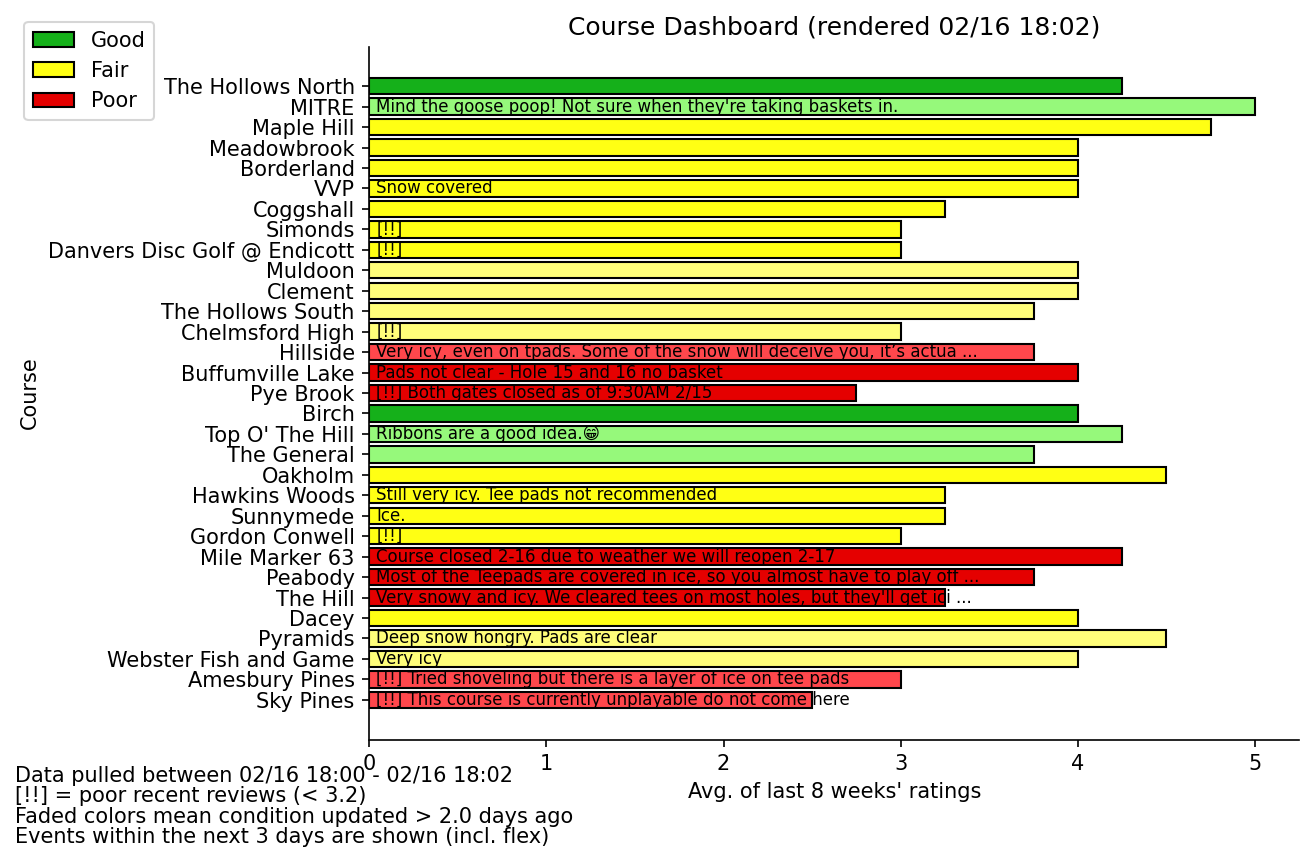 Course Dashboard (rendered 02/16 18:02)
Good
Fair
Poor
The Hollows North
MITRE Mind the goose poop! Not sure when they're taking baskets in.
Maple Hill
Meadowbrook
Borderland
VVP Snow covered
Coggshall
Simonds [!!]
Danvers Disc Golf @ Endicott [!!]
Muldoon
Clement
The Hollows South
Chelmsford High [!!]
Hillside Very icy, even on tpads. Some of the snow will deceive you, it’s actua ...
Buffumville Lake Pads not clear - Hole 15 and 16 no basket
Pye Brook [!!] Both gates closed as of 9:30AM 2/15
Birch
Top O' The Hill Ribbons are a good idea.😁
The General
Oakholm
Hawkins Woods Still very icy. Tee pads not recommended
Sunnymede Ice.
Gordon Conwell [!!]
Mile Marker 63 Course closed 2-16 due to weather we will reopen 2-17
Peabody Most of the Teepads are covered in ice, so you almost have to play off ...
The Hill Very snowy and icy. We cleared tees on most holes, but they'll get ici ...
Dacey
Pyramids Deep snow hongry. Pads are clear
Webster Fish and Game Very icy
Amesbury Pines [!!] Tried shoveling but there is a layer of ice on tee pads
Sky Pines [!!] This course is currently unplayable do not come here
Course
0 1 2 3 4 5
Avg. of last 8 weeks' ratings
Data pulled between 02/16 18:00 - 02/16 18:02
[!!] = poor recent reviews (< 3.2)
Faded colors mean condition updated > 2.0 days ago
Events within the next 3 days are shown (incl. flex)